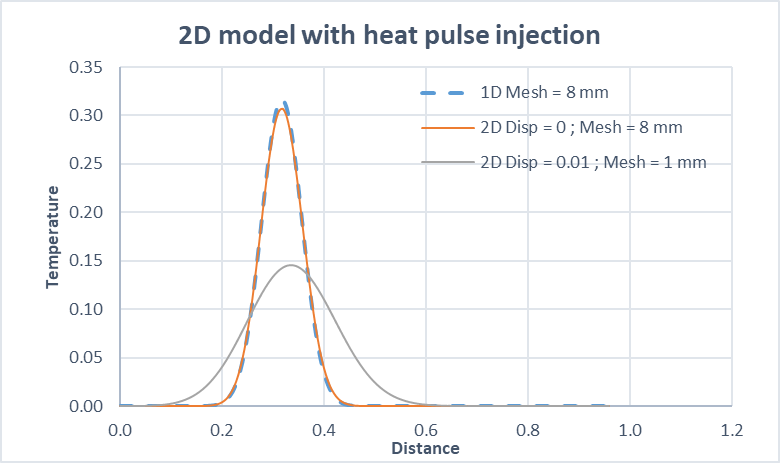 2D model with heat pulse injection
0.35
0.30
0.25
0.20
0.15
0.10
0.05
0.00
Temperature
1D Mesh = 8 mm
2D Disp = 0 ; Mesh = 8 mm
2D Disp = 0.01 ; Mesh = 1 mm
0.0 0.2 0.4 0.6 0.8 1.0 1.2
Distance